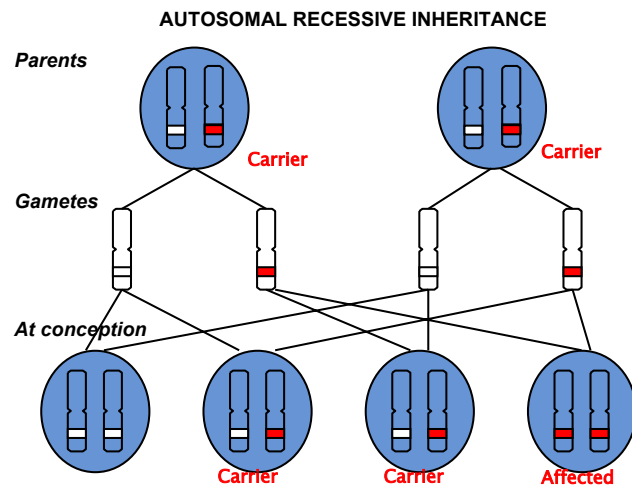 AUTOSOMAL RECESSIVE INHERITANCE
Parents
Carrier
Carrier
Gametes
At conception
Carrier
Carrier
Affected